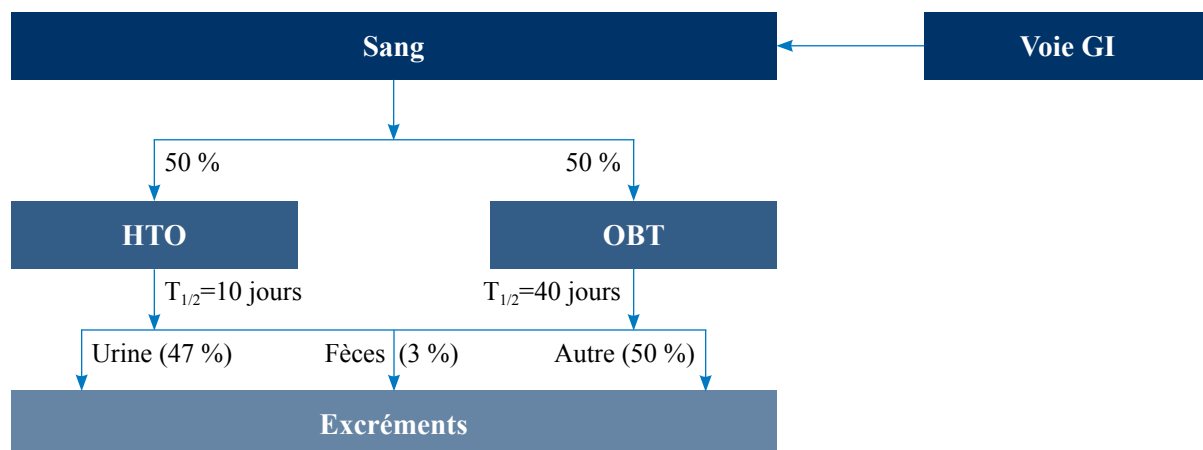 Sang
Voie GI
50 %
50 %
HTO
OBT
T1/2=10 jours
T1/2=40 jours
Urine (47 %)
Fèces (3 %)
Autre (50 %)
Excréments